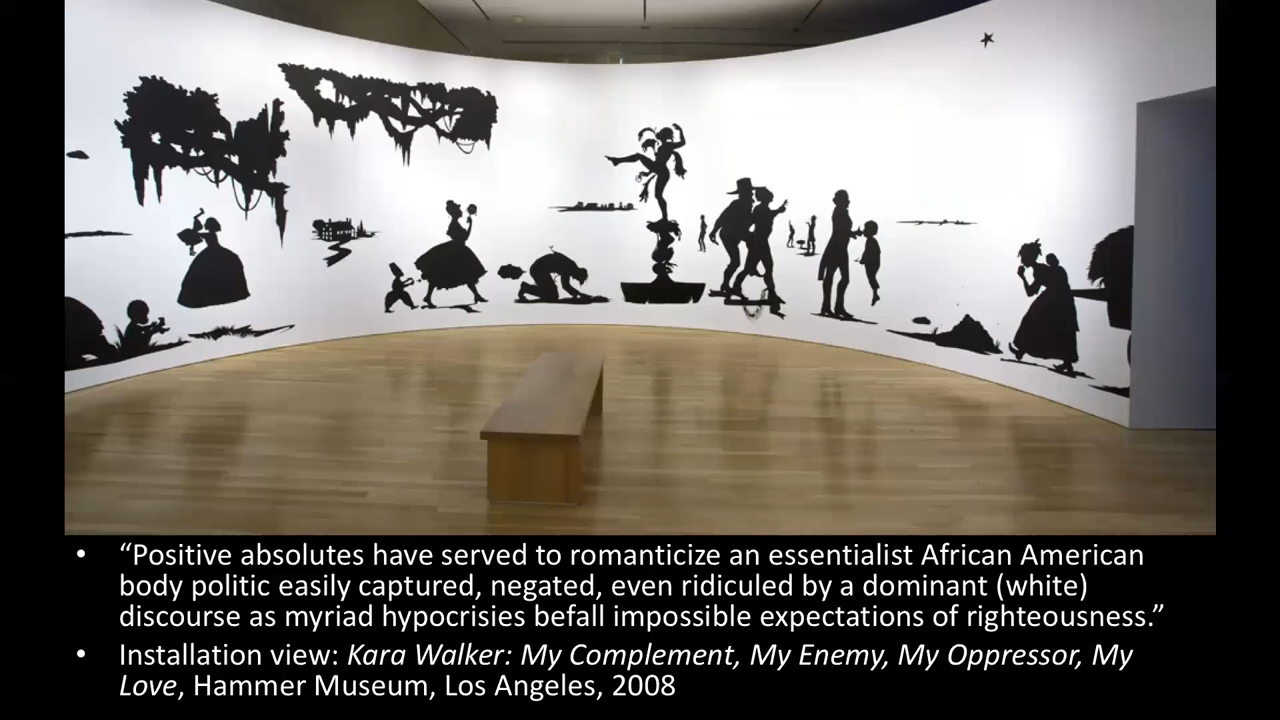 • “Positive absolutes have served to romanticize an essentialist African American
body politic easily captured, negated, even ridiculed by a dominant (white)
discourse as myriad hypocrisies befall impossible expectations of righteousness.”
• Installation view: Kara Walker: My Complement, My Enemy, My Oppressor, My
Love, Hammer Museum, Los Angeles, 2008